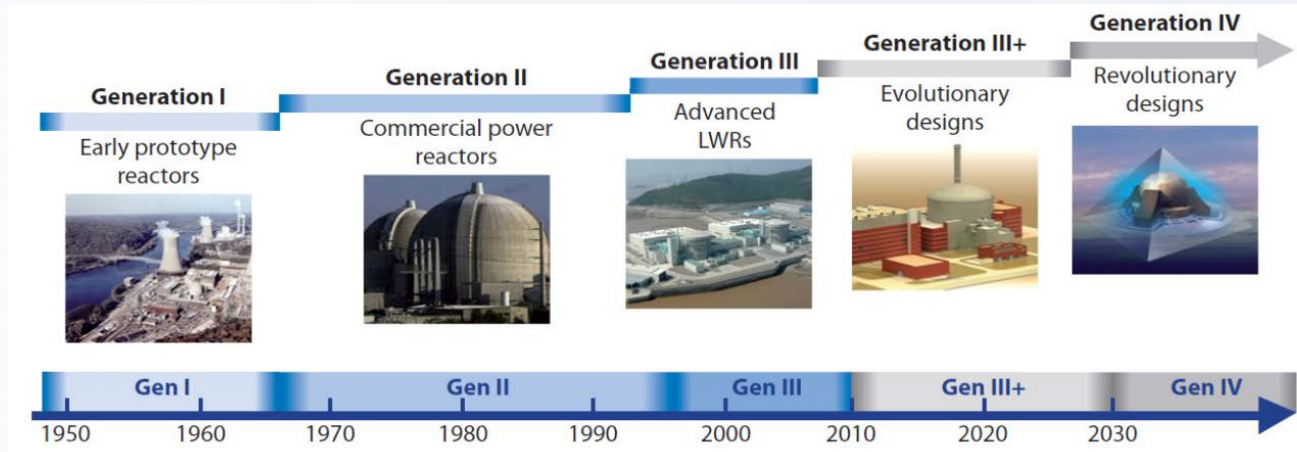 Generation I
Early prototype
reactors
Generation II
Commercial power
reactors
Generation III
Advanced
LWRs
Generation III+
Evolutionary
designs
Generation IV
Revolutionary
designs
Gen I Gen II Gen III Gen III+ Gen IV
1950 1960 1970 1980 1990 2000 2010 2020 2030